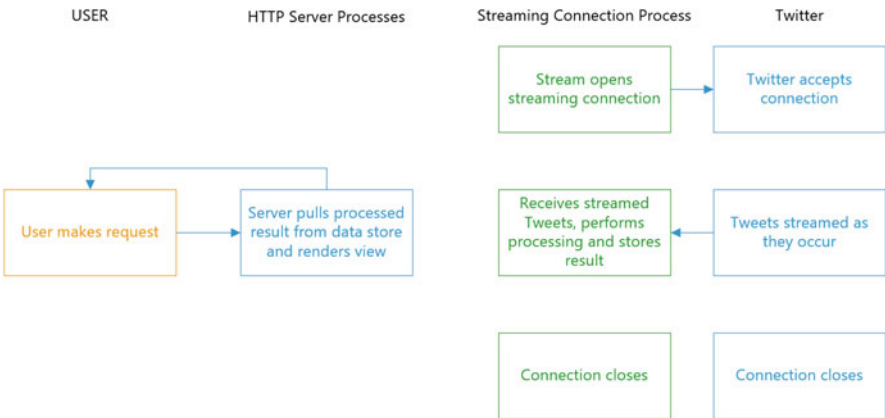 USER
HTTP Server Processes
Streaming Connection Process
Twitter
Stream opens
streaming connection
Twitter accepts
connection
User makes request
Server pulls processed
result from data store
and renders view
Receives streamed
Tweets, performs
processing and stores
result
Tweets streamed as
they occur
Connection closes
Connection closes